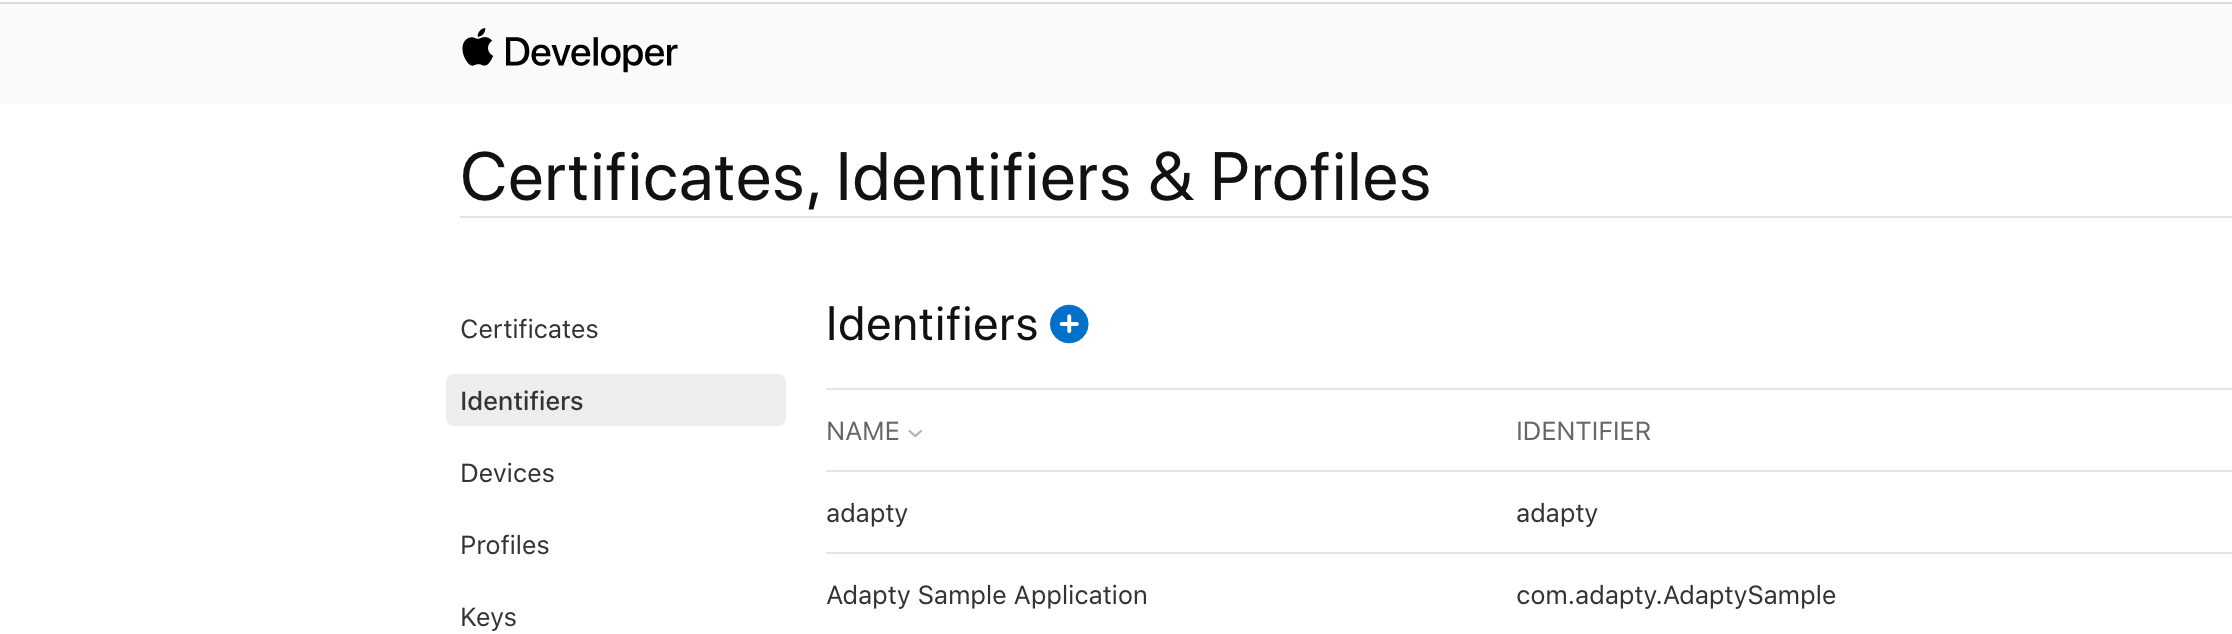 Developer
Certificates, Identifiers & Profiles
Certificates
Identifiers
Devices
Profiles
Keys
Identifiers
NAME IDENTIFIER
adapty adapty
Adapty Sample Application com.adapty.AdaptySample